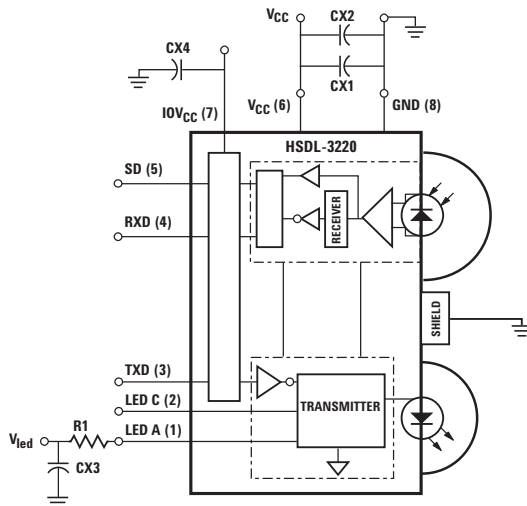 VCC
CX2
CX4
CX1
IOVCC (7)
VCC (6)
GND (8)
HSDL-3220
SD (5)
RXD (4)
RECEIVER
SHIELD
TXD (3)
LED C (2)
TRANSMITTER
R1
LED A (1)
Vled
CX3